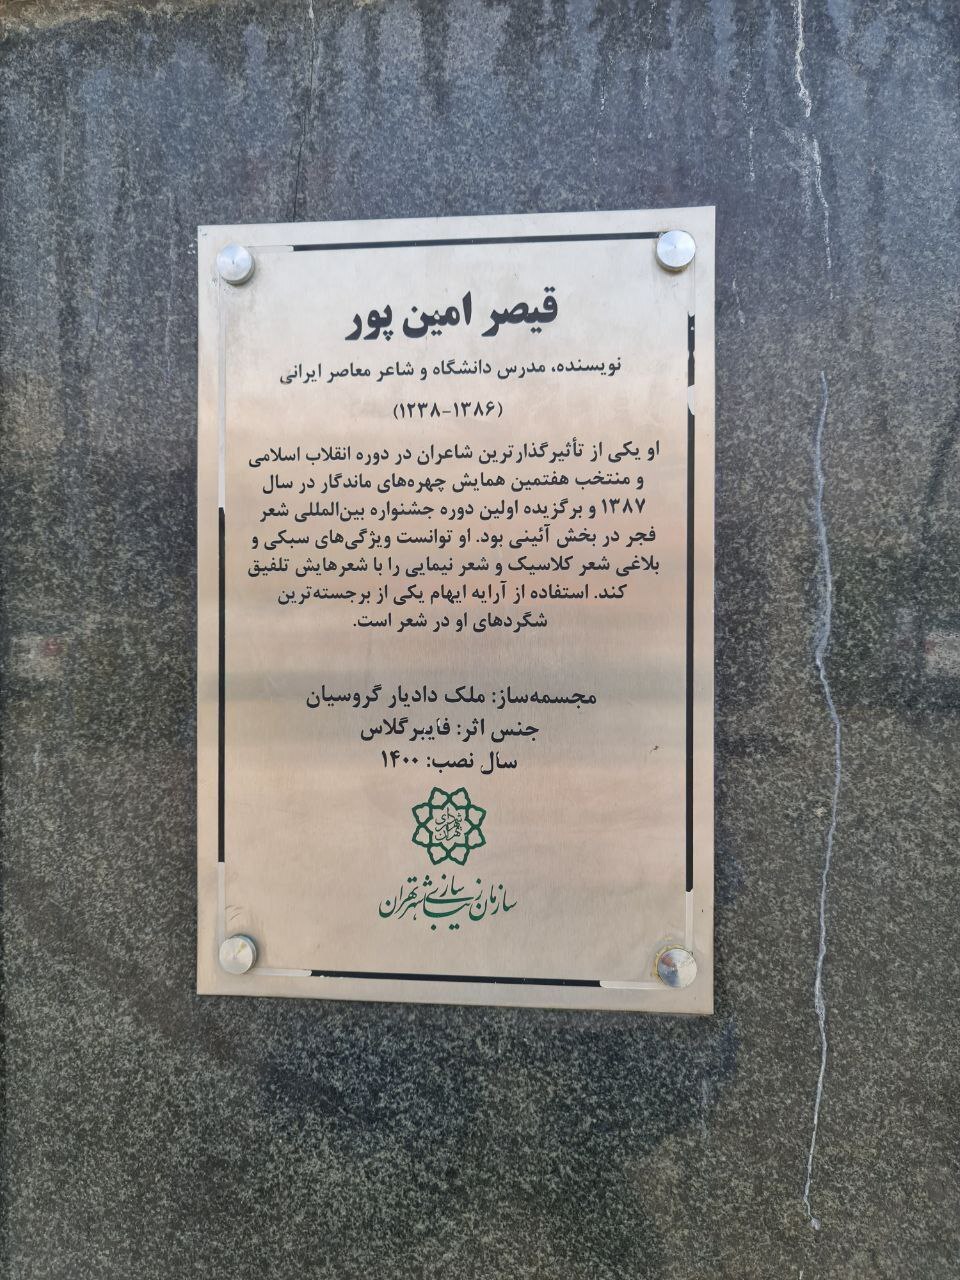 قیصر امین پور
نویسنده، مدرس دانشگاه و شاعر معاصر ایرانی
(۱۲۳۸-۱۳۸۶)
او یکی از تأثیرگذارترین شاعران در دوره انقلاب اسلامی
و منتخب هفتمین همایش چهره‌های ماندگار در سال
۱۳۸۷ و برگزیده اولین دوره جشنواره بین‌المللی شعر
فجر در بخش آئینی بود. او توانست ویژگی‌های سبکی و
بلاغی شعر کلاسیک و شعر نیمایی را با شعرهایش تلفیق
کند. استفاده از آرایه ایهام یکی از برجسته‌ترین
شگردهای او در شعر است.
مجسمه‌ساز: ملک دادیار گروسیان
جنس اثر: فایبرگلاس
سال نصب: ۱۴۰۰
شهرداری تهران
سازمان زیباسازی شهر تهران